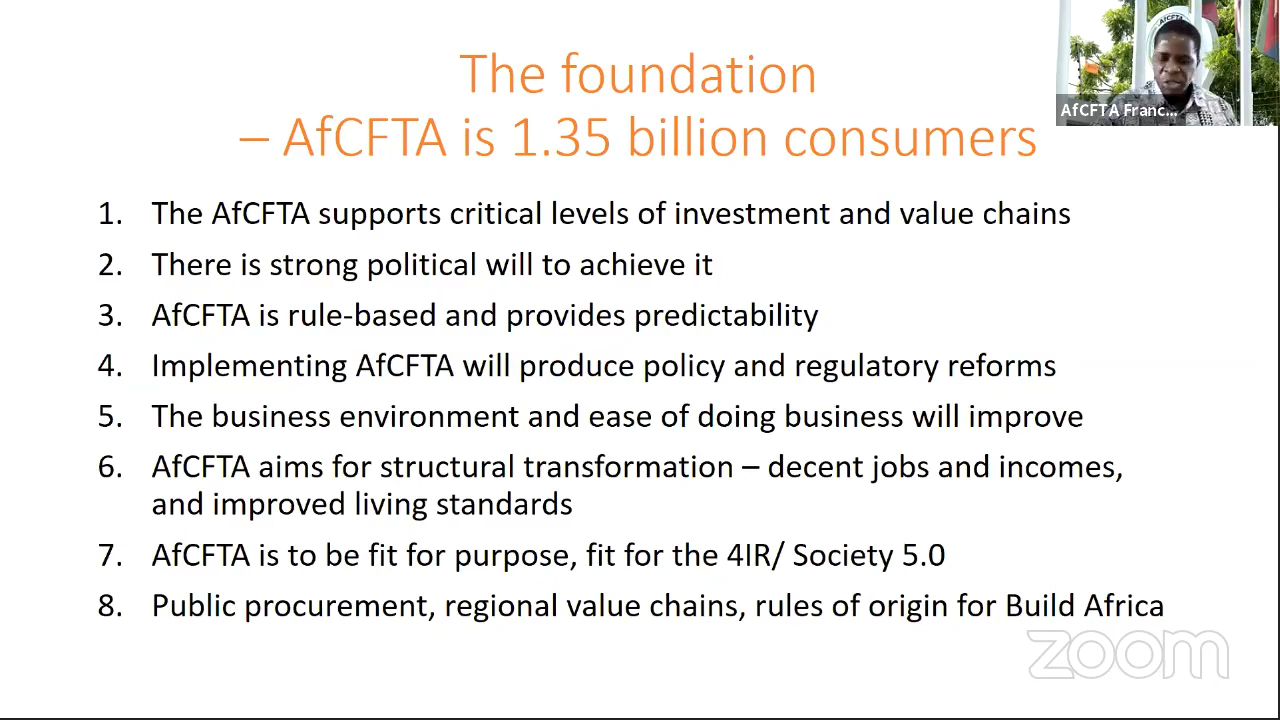 The foundation
– AfCFTA is 1.35 billion consumers
AfCFTA
AfCFTA Franc...
1. The AfCFTA supports critical levels of investment and value chains
2. There is strong political will to achieve it
3. AfCFTA is rule-based and provides predictability
4. Implementing AfCFTA will produce policy and regulatory reforms
5. The business environment and ease of doing business will improve
6. AfCFTA aims for structural transformation – decent jobs and incomes,
and improved living standards
7. AfCFTA is to be fit for purpose, fit for the 4IR/ Society 5.0
8. Public procurement, regional value chains, rules of origin for Build Africa
zoom